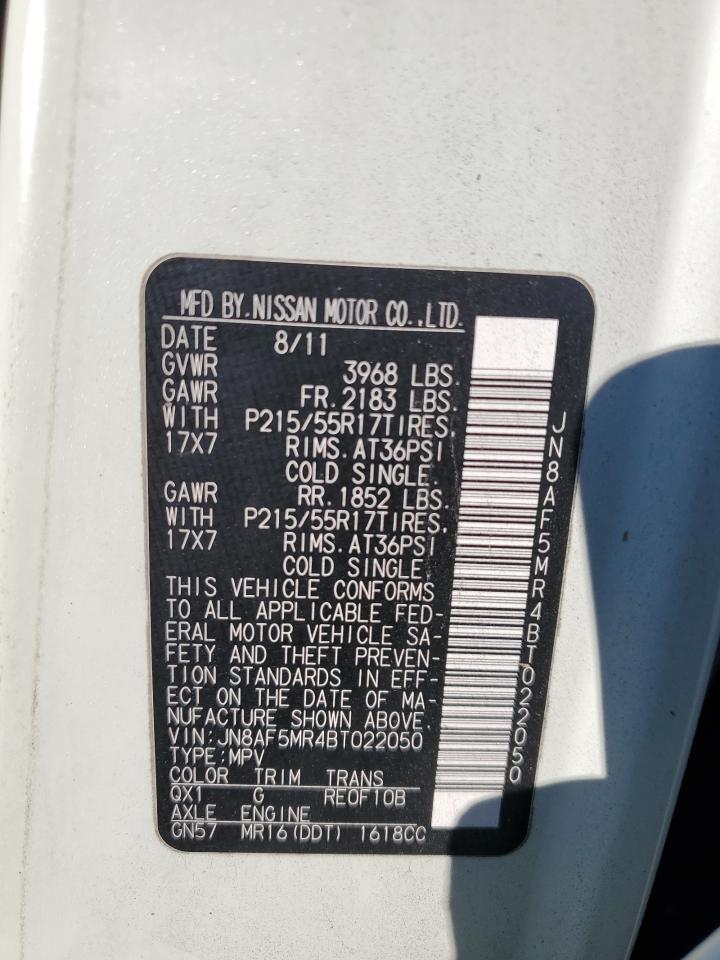 MFD BY. NISSAN MOTOR CO.,LTD.
DATE 8/11
GVWR 3968 LBS.
GAWR FR. 2183 LBS.
WITH P215/55R17TIRES,
17X7 RIMS. AT36PSI
COLD SINGLE.
GAWR RR. 1852 LBS.
WITH P215/55R17TIRES,
17X7 RIMS. AT36PSI
COLD SINGLE.
THIS VEHICLE CONFORMS
TO ALL APPLICABLE FED-
ERAL MOTOR VEHICLE SA-
FETY AND THEFT PREVEN-
TION STANDARDS IN EFF-
ECT ON THE DATE OF MA-
NUFACTURE SHOWN ABOVE.
VIN:JN8AF5MR4BT022050
TYPE:MPV
COLOR TRIM TRANS
QX1 G RE0F10B
AXLE ENGINE
GN57 MR16(DDT) 1618CC
JN8AF5MR4BT022050